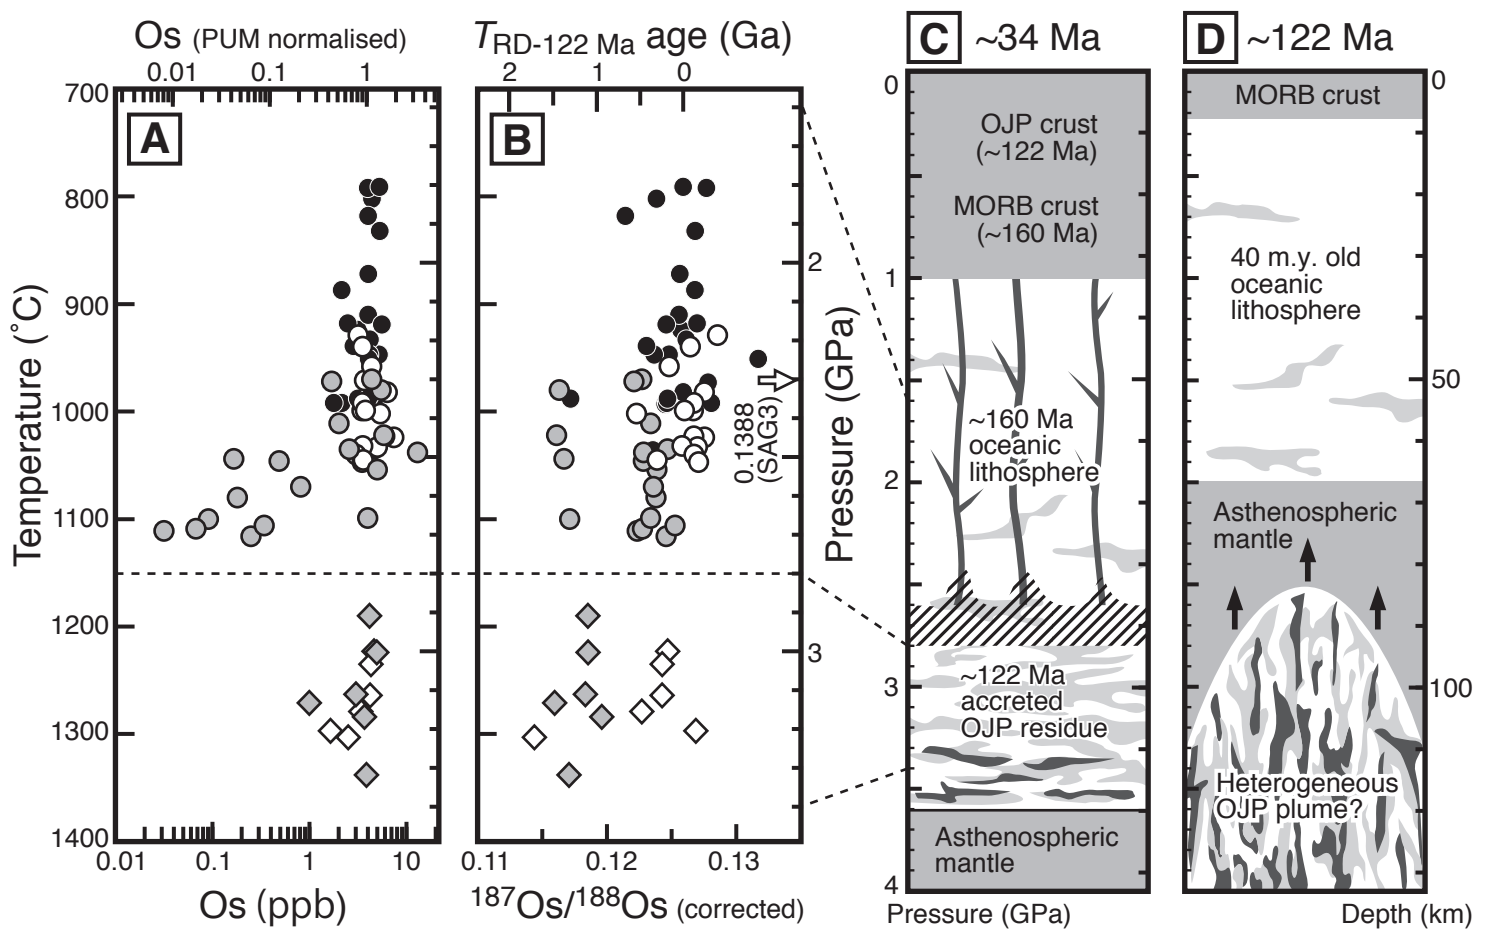 Os (PUM normalised)
0.01 0.1 1
A
700
800
900
1000
1100
1200
1300
1400
Temperature (˚C)
0.01 0.1 1 10
Os (ppb)
TRD-122 Ma age (Ga)
2 1 0
B
2
3
Pressure (GPa)
0.1388
(SAG3)
0.11 0.12 0.13
187Os/188Os (corrected)
C ~34 Ma
0
1
2
3
4
OJP crust
(~122 Ma)
MORB crust
(~160 Ma)
~160 Ma
oceanic
lithosphere
~122 Ma
accreted
OJP residue
Asthenospheric
mantle
Pressure (GPa)
D ~122 Ma
0
50
100
MORB crust
40 m.y. old
oceanic
lithosphere
Asthenospheric
mantle
Heterogeneous
OJP plume?
Depth (km)